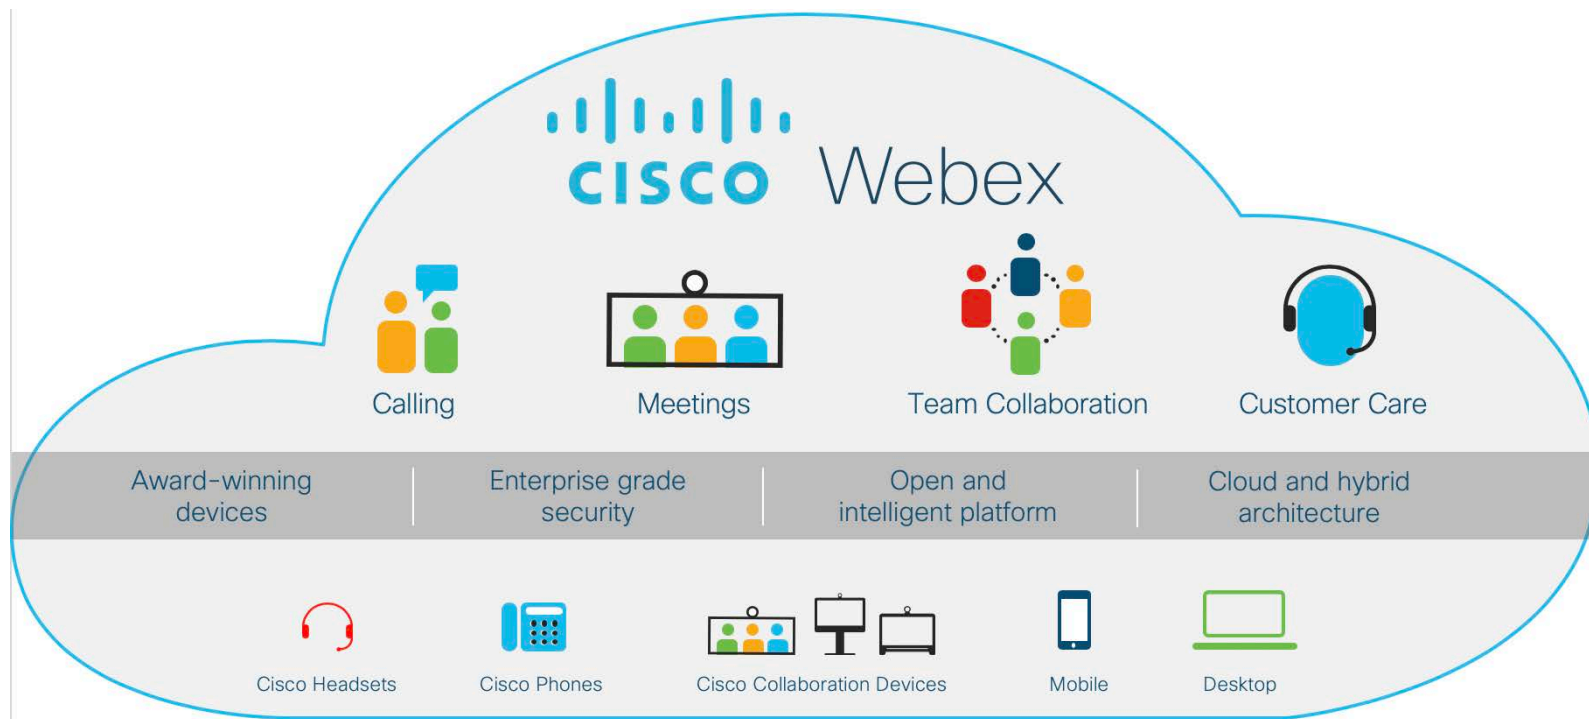 CISCO Webex
Calling
Meetings
Team Collaboration
Customer Care
Award-winning
devices
Enterprise grade
security
Open and
intelligent platform
Cloud and hybrid
architecture
Cisco Headsets
Cisco Phones
Cisco Collaboration Devices
Mobile
Desktop